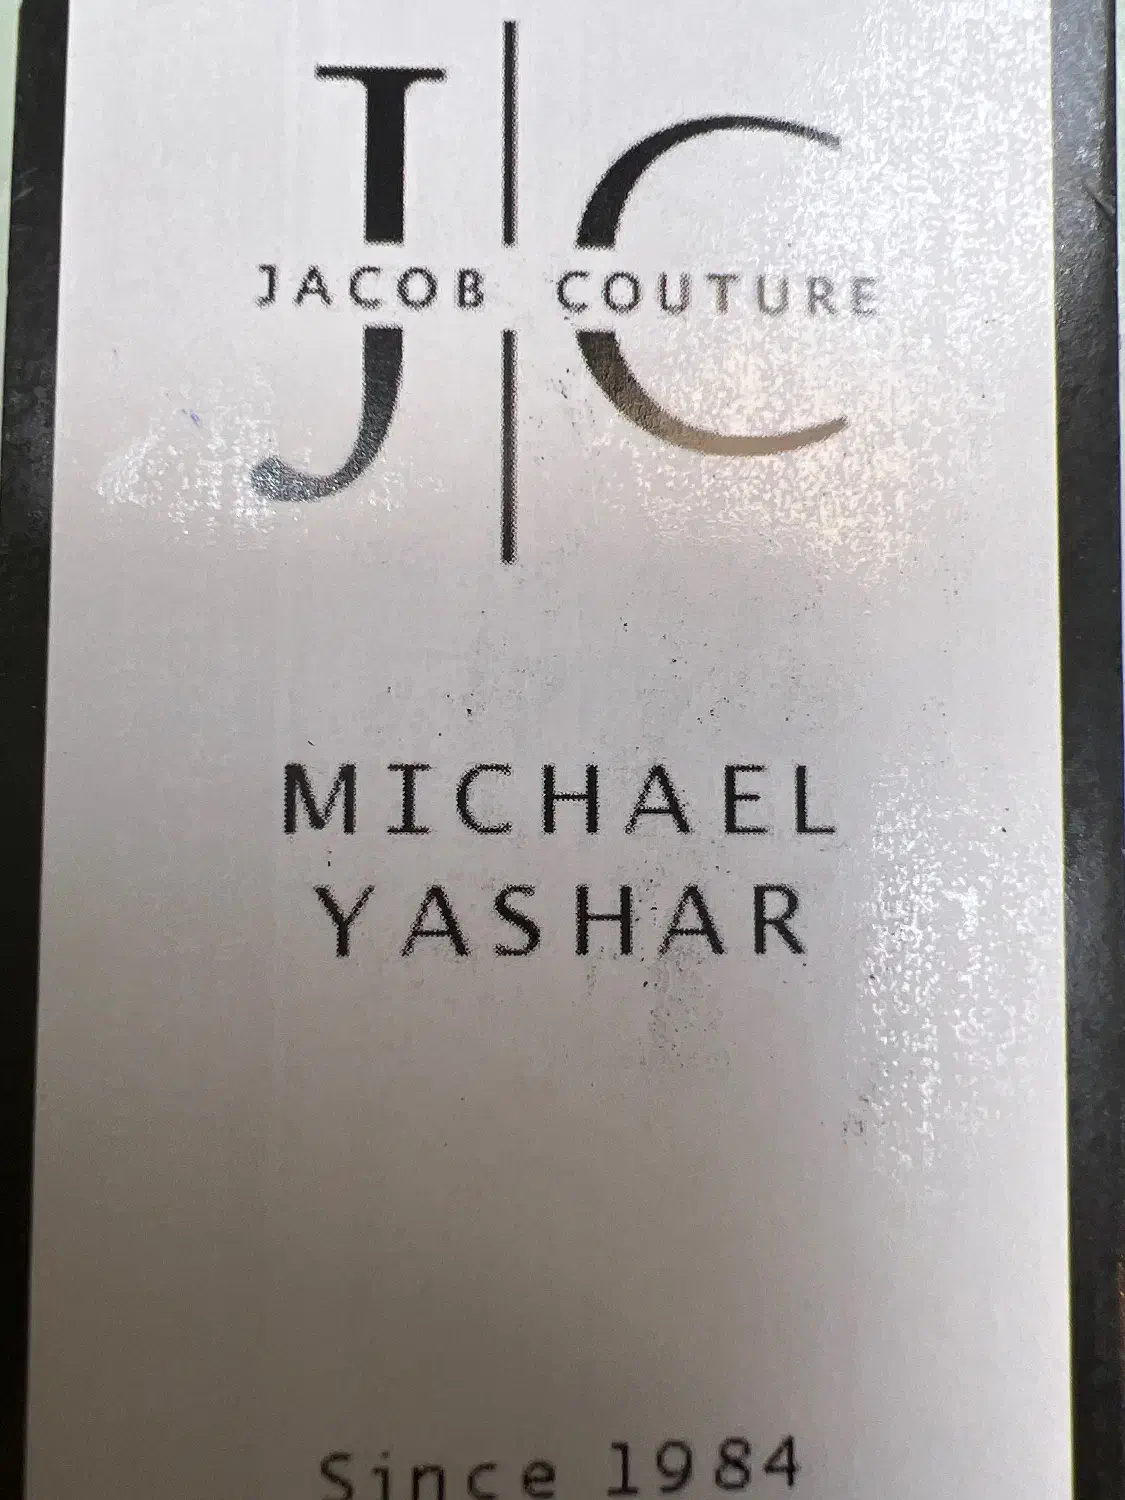 J|C
JACOB COUTURE
MICHAEL
YASHAR
Since 1984